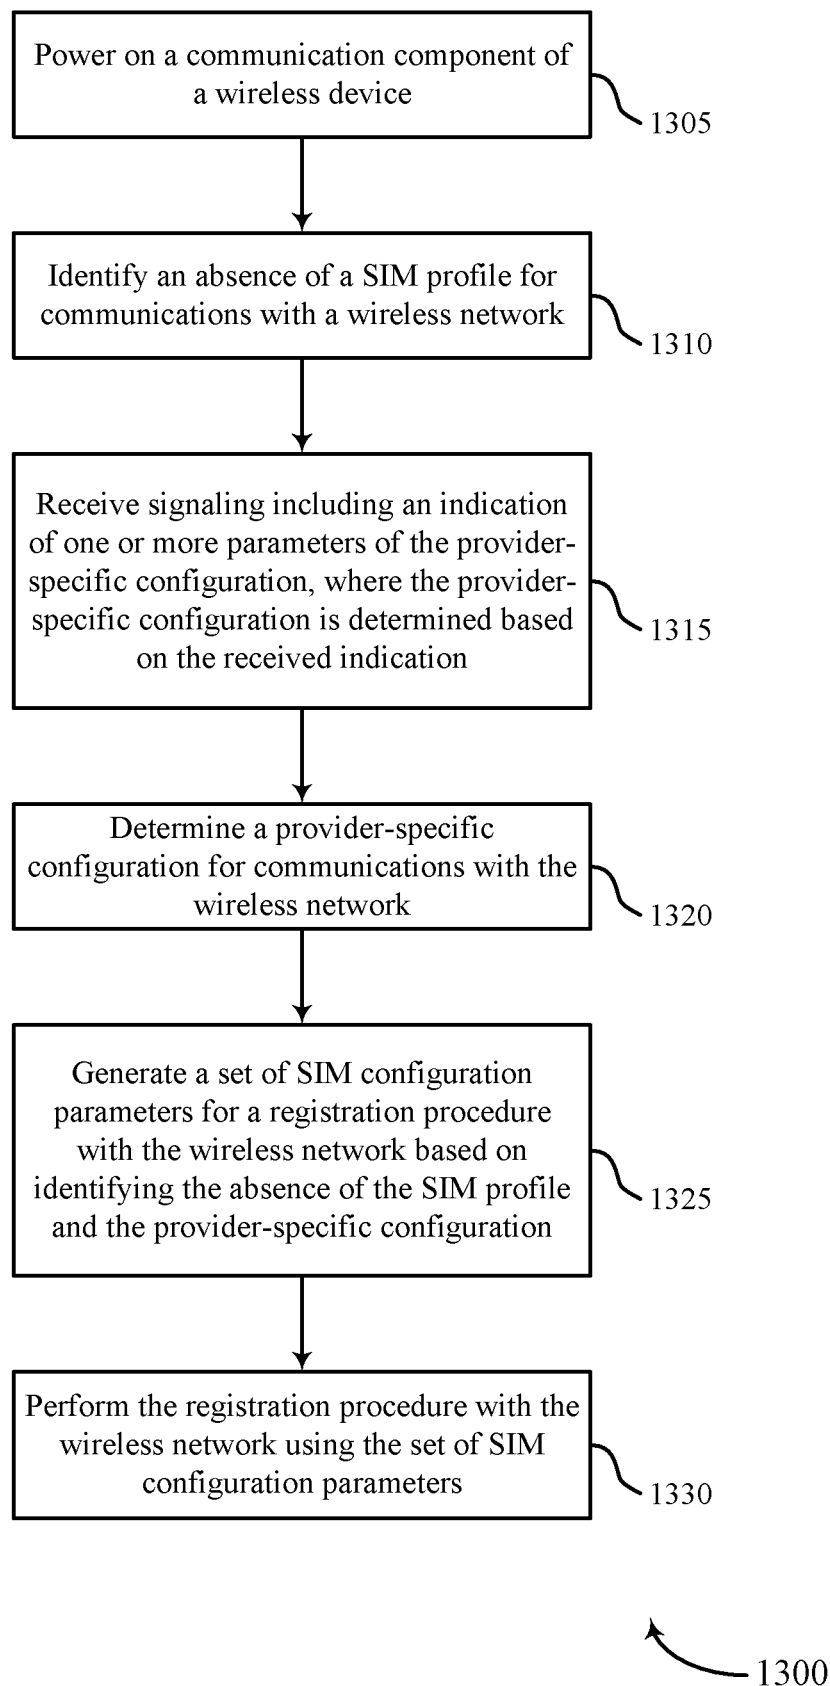 Power on a communication component of
a wireless device
1305
Identify an absence of a SIM profile for
communications with a wireless network
1310
Receive signaling including an indication
of one or more parameters of the provider-
specific configuration, where the provider-
specific configuration is determined based
on the received indication
1315
Determine a provider-specific
configuration for communications with the
wireless network
1320
Generate a set of SIM configuration
parameters for a registration procedure
with the wireless network based on
identifying the absence of the SIM profile
and the provider-specific configuration
1325
Perform the registration procedure with the
wireless network using the set of SIM
configuration parameters
1330
1300